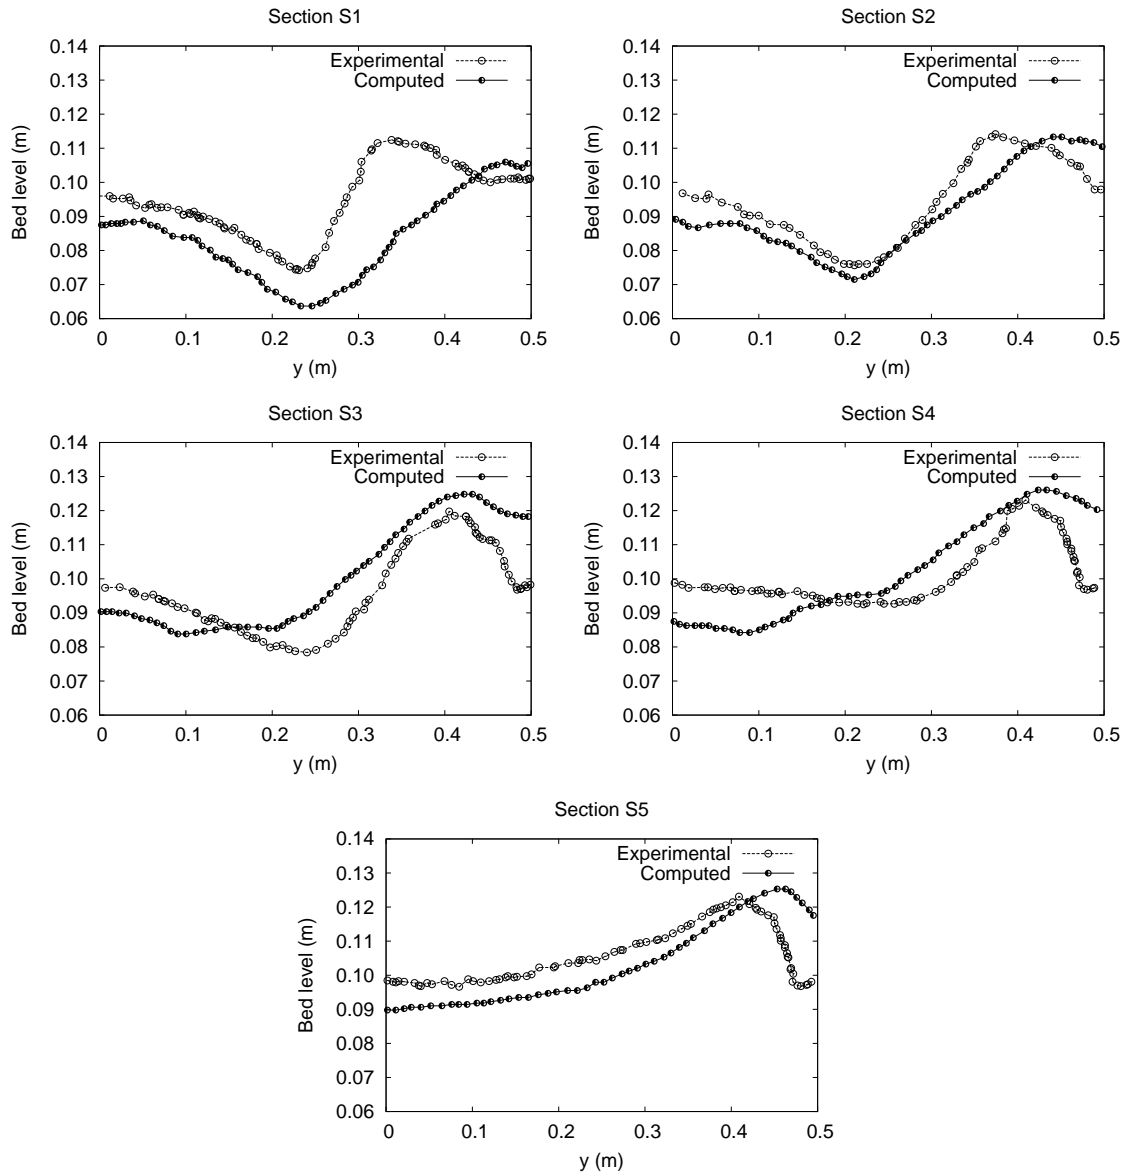 Section S1
0.14
0.13
0.12
0.11
0.10
0.09
0.08
0.07
0.06
0 0.1 0.2 0.3 0.4 0.5
Bed level (m)
y (m)
Experimental
Computed
Section S2
0.14
0.13
0.12
0.11
0.10
0.09
0.08
0.07
0.06
0 0.1 0.2 0.3 0.4 0.5
Bed level (m)
y (m)
Experimental
Computed
Section S3
0.14
0.13
0.12
0.11
0.10
0.09
0.08
0.07
0.06
0 0.1 0.2 0.3 0.4 0.5
Bed level (m)
y (m)
Experimental
Computed
Section S4
0.14
0.13
0.12
0.11
0.10
0.09
0.08
0.07
0.06
0 0.1 0.2 0.3 0.4 0.5
Bed level (m)
y (m)
Experimental
Computed
Section S5
0.14
0.13
0.12
0.11
0.10
0.09
0.08
0.07
0.06
0 0.1 0.2 0.3 0.4 0.5
Bed level (m)
y (m)
Experimental
Computed